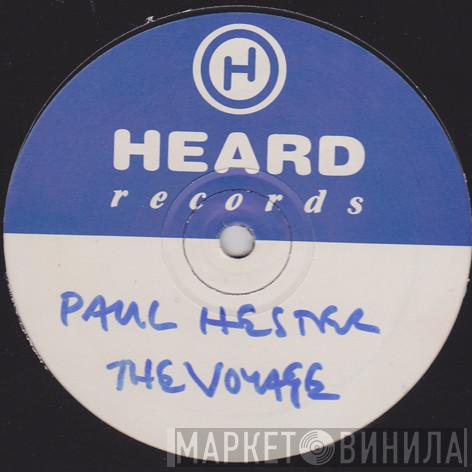 H
HEARD
records
PAUL HESTER
THE VOYAGE
МАРКЕТ ВИНИЛА